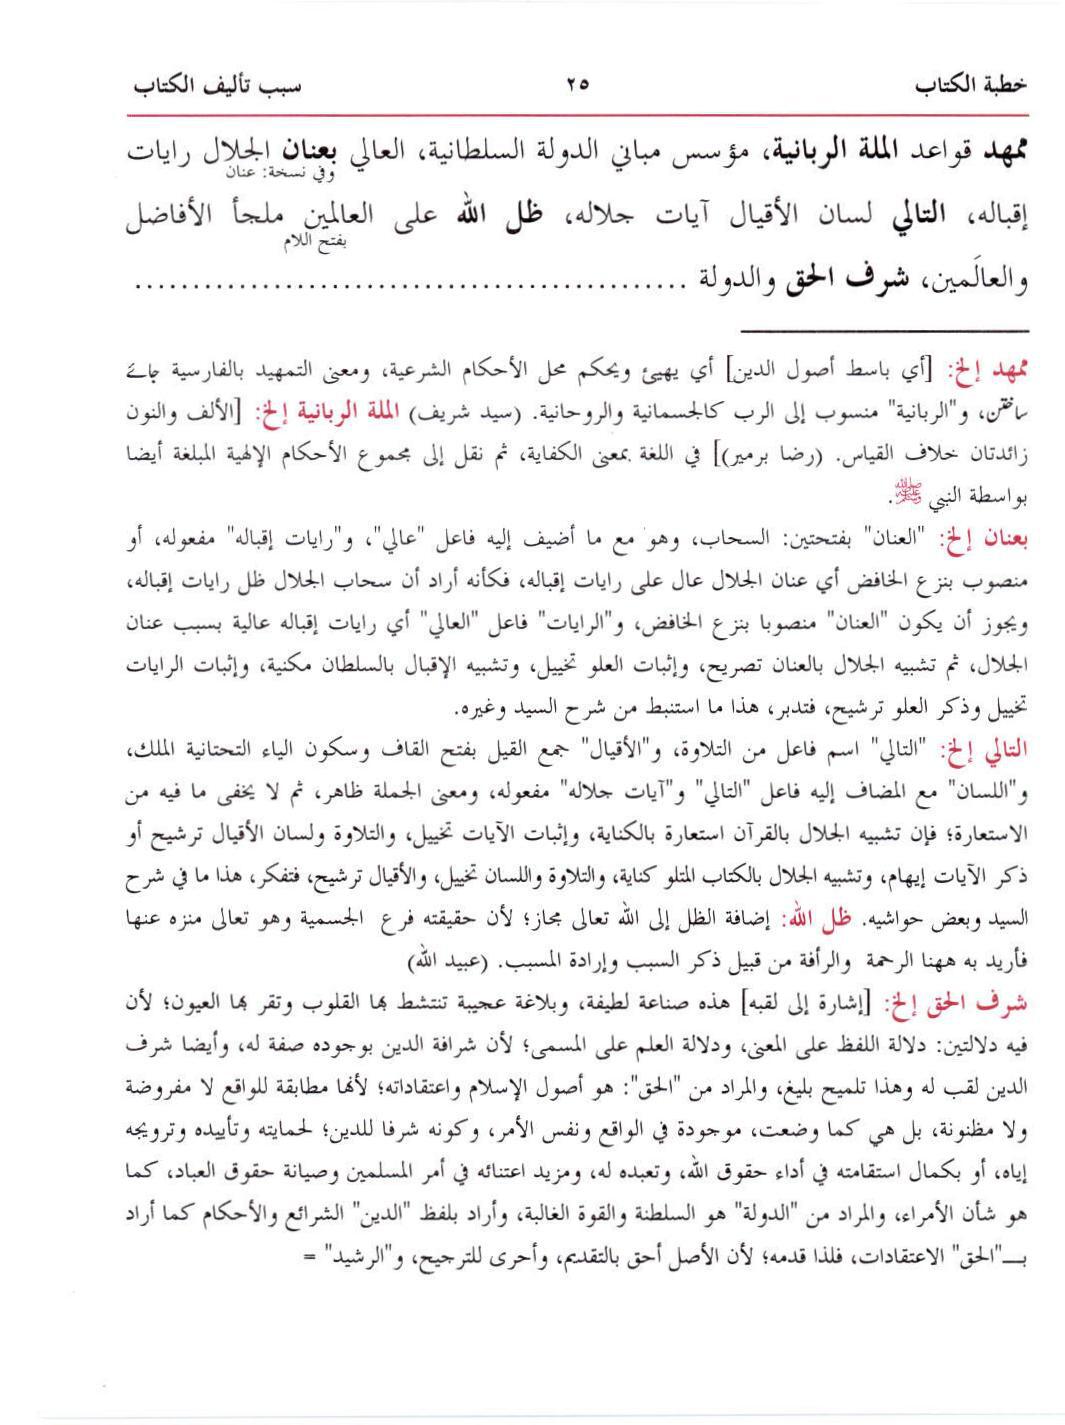 خطبة الكتاب ٢٥ سبب تأليف الكتاب
ممهد قواعد الملة الربانية، مؤسس مباني الدولة السلطانية، العالي بعنان الجلال رايات
وفي نسخة: عنان
إقباله، التالي لسان الأقيال آيات جلاله، ظل الله على العالمين ملجأ الأفاضل
بفتح اللام
والعالَمين، شرف الحق والدولة ...............................................
ممهد إلخ: [أي باسط أصول الدين] أي يهيئ ويحكم محل الأحكام الشرعية، ومعنى التمهيد بالفارسية جائے
ساختن، و"الربانية" منسوب إلى الرب كالجسمانية والروحانية. (سيد شريف) الملة الربانية إلخ: [الألف والنون
زائدتان خلاف القياس. (رضا برمير)] في اللغة بمعنى الكفاية، ثم نقل إلى مجموع الأحكام الإلهية المبلغة أيضا
بواسطة النبي ﷺ.
بعنان إلخ: "العنان" بفتحتين: السحاب، وهو مع ما أضيف إليه فاعل "عالي"، و"رايات إقباله" مفعوله، أو
منصوب بنزع الخافض أي عنان الجلال عال على رايات إقباله، فكأنه أراد أن سحاب الجلال ظل رايات إقباله،
ويجوز أن يكون "العنان" منصوبا بنزع الخافض، و"الرايات" فاعل "العالي" أي رايات إقباله عالية بسبب عنان
الجلال، ثم تشبيه الجلال بالعنان تصريح، وإثبات العلو تخييل، وتشبيه الإقبال بالسلطان مكنية، وإثبات الرايات
تخييل وذكر العلو ترشيح، فتدبر، هذا ما استنبط من شرح السيد وغيره.
التالي إلخ: "التالي" اسم فاعل من التلاوة، و"الأقيال" جمع القيل بفتح القاف وسكون الياء التحتانية الملك،
و"اللسان" مع المضاف إليه فاعل "التالي" و"آيات جلاله" مفعوله، ومعنى الجملة ظاهر، ثم لا يخفى ما فيه من
الاستعارة؛ فإن تشبيه الجلال بالقرآن استعارة بالكناية، وإثبات الآيات تخييل، والتلاوة ولسان الأقيال ترشيح أو
ذكر الآيات إيهام، وتشبيه الجلال بالكتاب المتلو كناية، والتلاوة واللسان تخييل، والأقيال ترشيح، فتفكر، هذا ما في شرح
السيد وبعض حواشيه. ظل الله: إضافة الظل إلى الله تعالى مجاز؛ لأن حقيقته فرع الجسمية وهو تعالى منزه عنها
فأريد به ههنا الرحمة والرأفة من قبيل ذكر السبب وإرادة المسبب. (عبيد الله)
شرف الحق إلخ: [إشارة إلى لقبه] هذه صناعة لطيفة، وبلاغة عجيبة تنتشط بها القلوب وتقر بها العيون؛ لأن
فيه دلالتين: دلالة اللفظ على المعنى، ودلالة العلم على المسمى؛ لأن شرافة الدين بوجوده صفة له، وأيضا شرف
الدين لقب له وهذا تلميح بليغ، والمراد من "الحق": هو أصول الإسلام واعتقاداته؛ لأنها مطابقة للواقع لا مفروضة
ولا مظنونة، بل هي كما وضعت، موجودة في الواقع ونفس الأمر، وكونه شرفا للدين؛ لحمايته وتأييده وترويجه
إياه، أو بكمال استقامته في أداء حقوق الله، وتعبده له، ومزيد اعتنائه في أمر المسلمين وصيانة حقوق العباد، كما
هو شأن الأمراء، والمراد من "الدولة" هو السلطنة والقوة الغالبة، وأراد بلفظ "الدين" الشرائع والأحكام كما أراد
بـ"الحق" الاعتقادات، فلذا قدمه؛ لأن الأصل أحق بالتقديم، وأحرى للترجيح، و"الرشيد" =